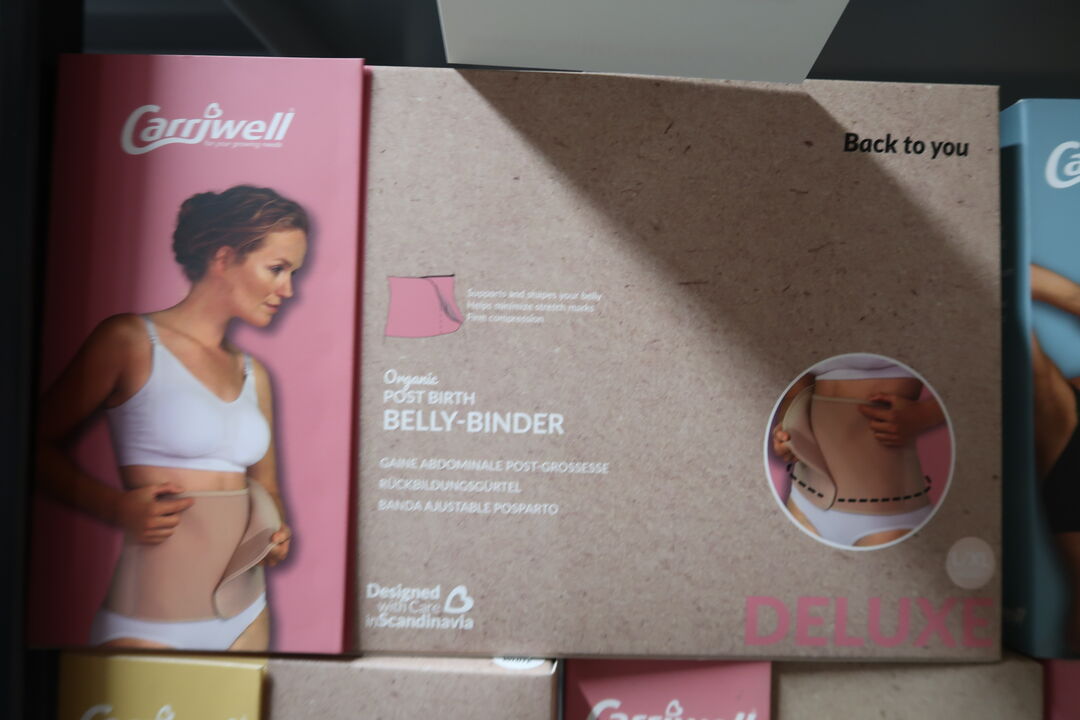 Carriwell
for your growing needs
Back to you
Supports and shapes your belly
Helps minimize stretch marks
Firm compression
Organic
POST BIRTH
BELLY-BINDER
GAINE ABDOMINALE POST-GROSSESSE
RÜCKBILDUNGSGÜRTEL
BANDA AJUSTABLE POSPARTO
Designed
with Care
in Scandinavia
DELUXE
Ca
Carriwell